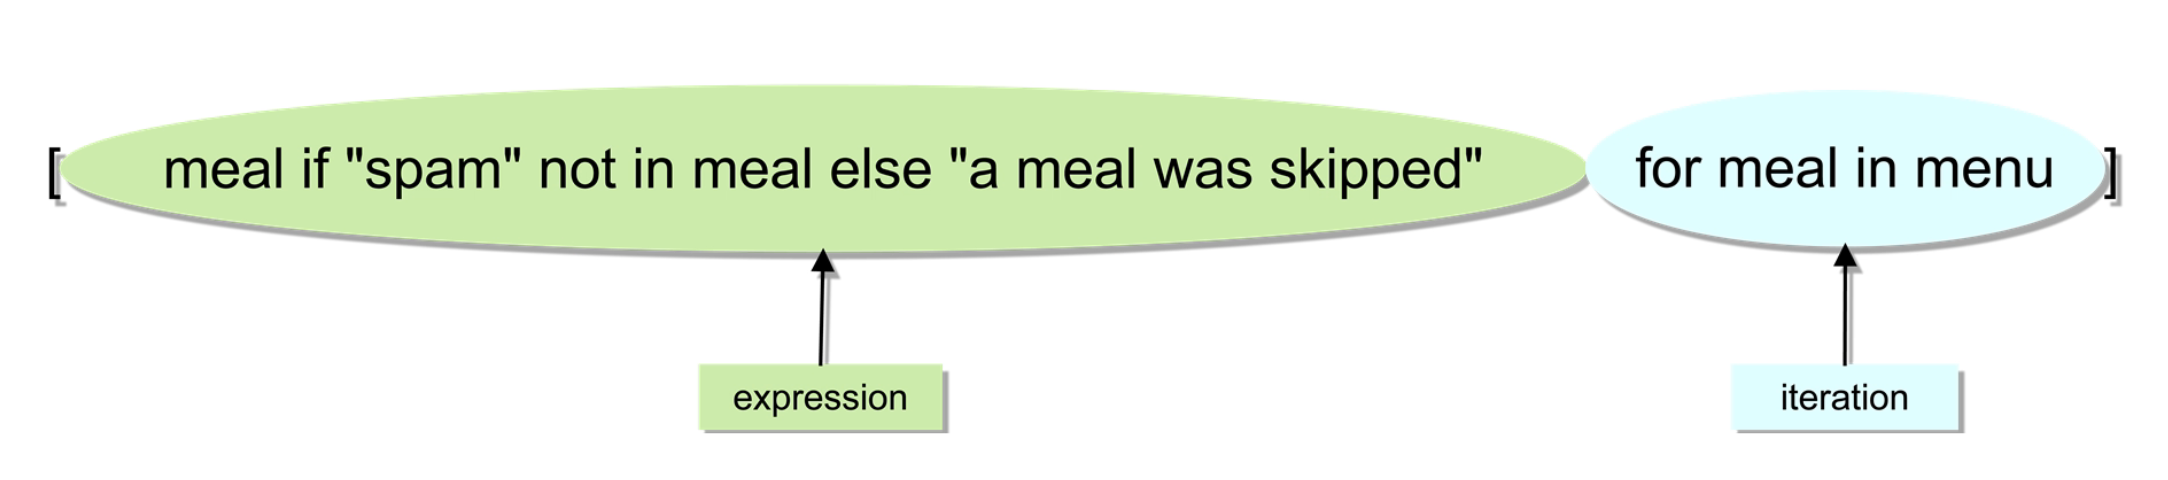 [ meal if "spam" not in meal else "a meal was skipped" for meal in menu ]
expression
iteration